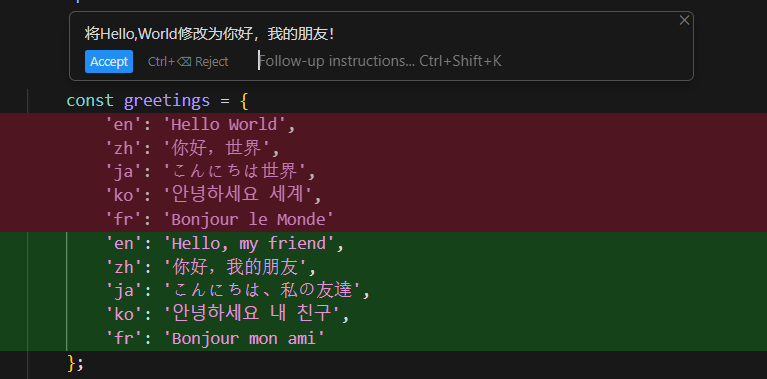 将Hello,World修改为你好，我的朋友！
Accept Ctrl+⌫ Reject Follow-up instructions... Ctrl+Shift+K
const greetings = {
'en': 'Hello World',
'zh': '你好，世界',
'ja': 'こんにちは世界',
'ko': '안녕하세요 세계',
'fr': 'Bonjour le Monde'
'en': 'Hello, my friend',
'zh': '你好，我的朋友',
'ja': 'こんにちは、私の友達',
'ko': '안녕하세요 내 친구',
'fr': 'Bonjour mon ami'
};